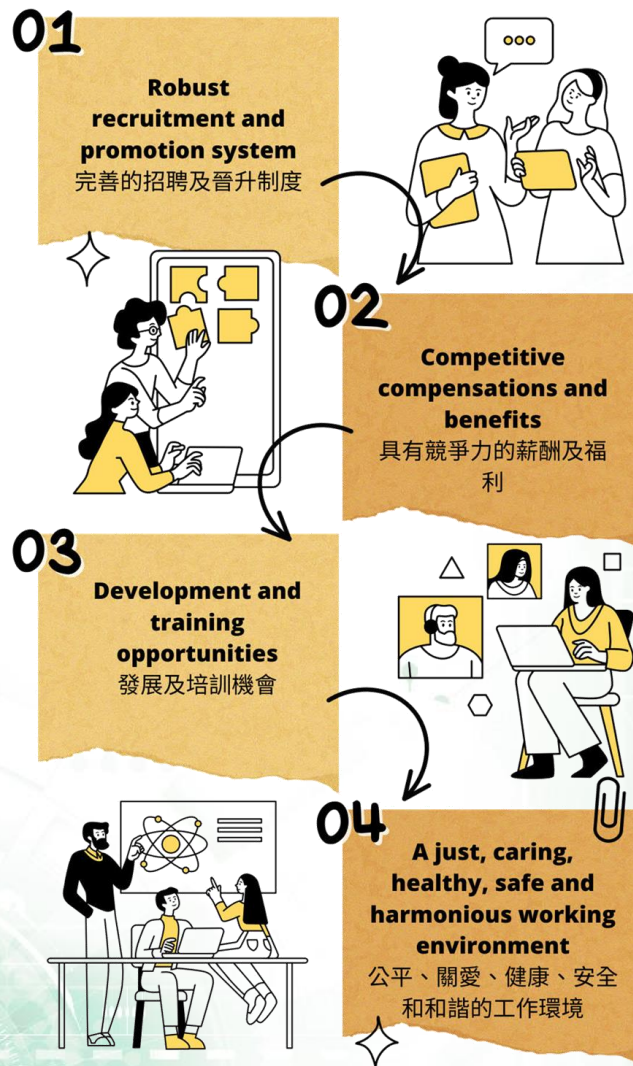 01
Robust
recruitment and
promotion system
完善的招聘及晉升制度
02
Competitive
compensations and
benefits
具有競爭力的薪酬及福
利
03
Development and
training
opportunities
發展及培訓機會
04
A just, caring,
healthy, safe and
harmonious working
environment
公平、關愛、健康、安全
和和諧的工作環境